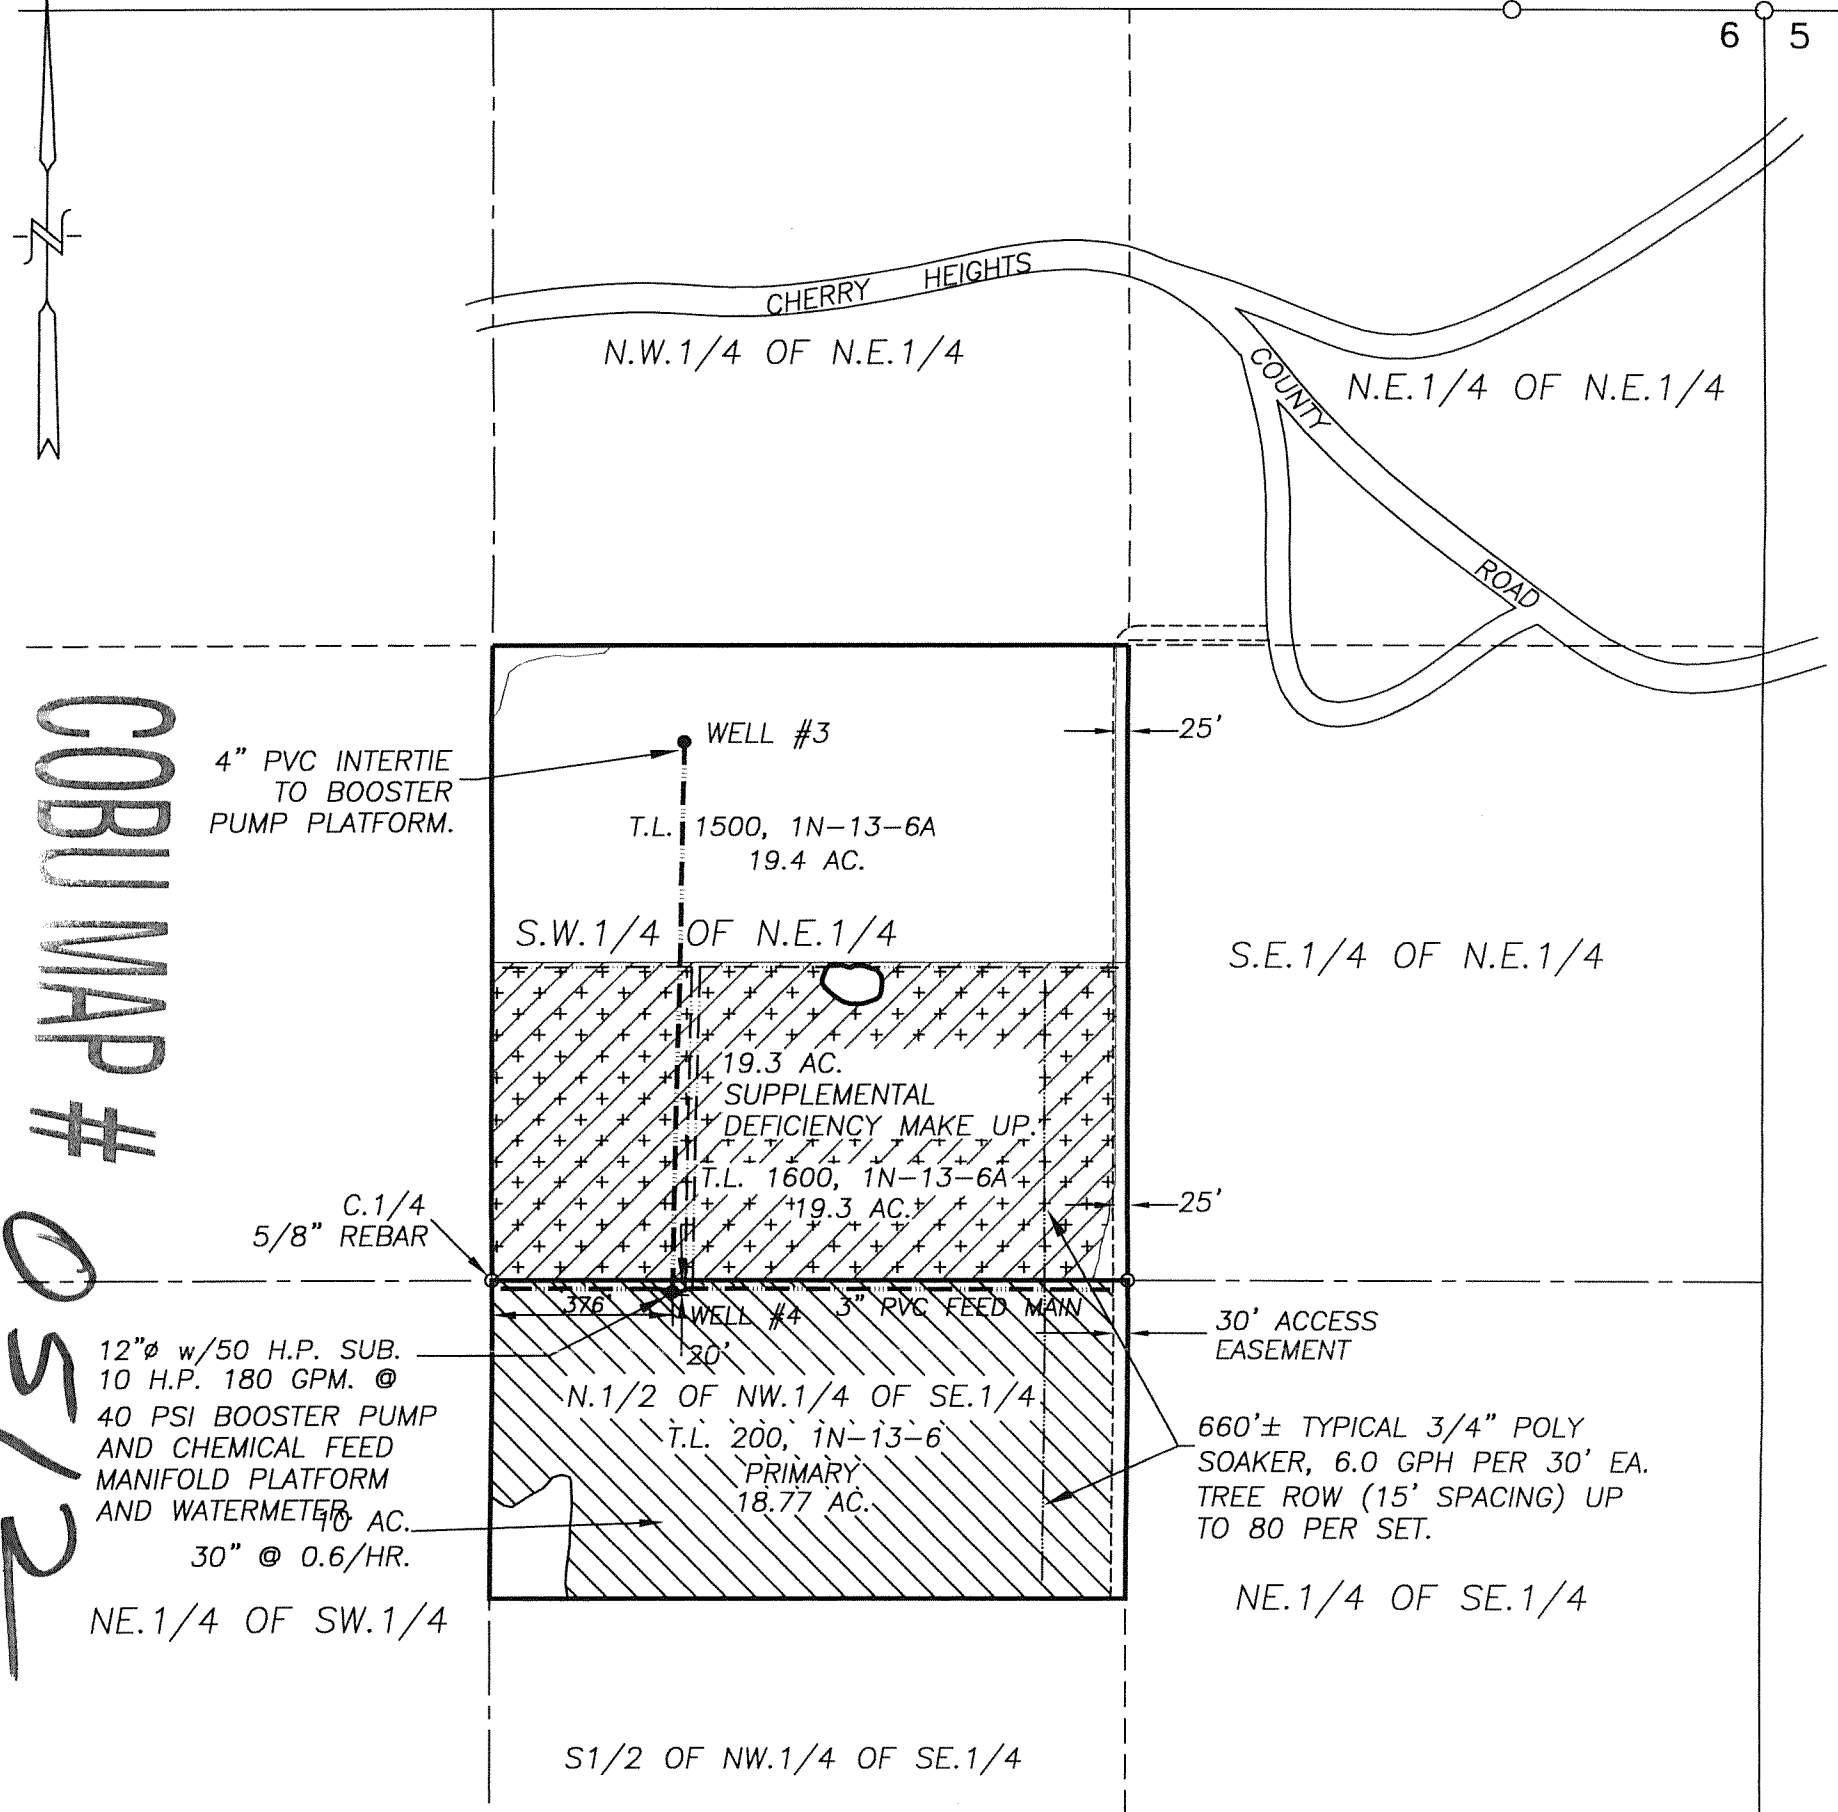 6 5
CHERRY HEIGHTS
N.W.1/4 OF N.E.1/4
COUNTY
N.E.1/4 OF N.E.1/4
ROAD
WELL #3
25'
4" PVC INTERTIE
TO BOOSTER
PUMP PLATFORM.
T.L. 1500, 1N-13-6A
19.4 AC.
S.W.1/4 OF N.E.1/4
S.E.1/4 OF N.E.1/4
19.3 AC.
SUPPLEMENTAL
DEFICIENCY MAKE UP.
T.L. 1600, 1N-13-6A
19.3 AC.
25'
C.1/4
5/8" REBAR
376'
WELL #4
3" PVC FEED MAIN
20'
30' ACCESS
EASEMENT
12"ø w/50 H.P. SUB.
10 H.P. 180 GPM. @
40 PSI BOOSTER PUMP
AND CHEMICAL FEED
MANIFOLD PLATFORM
AND WATERMETER.
10 AC.
30" @ 0.6/HR.
N.1/2 OF NW.1/4 OF SE.1/4
T.L. 200, 1N-13-6
PRIMARY
18.77 AC.
660'± TYPICAL 3/4" POLY
SOAKER, 6.0 GPH PER 30' EA.
TREE ROW (15' SPACING) UP
TO 80 PER SET.
NE.1/4 OF SW.1/4
NE.1/4 OF SE.1/4
S1/2 OF NW.1/4 OF SE.1/4
COBU MAP # 0512
N